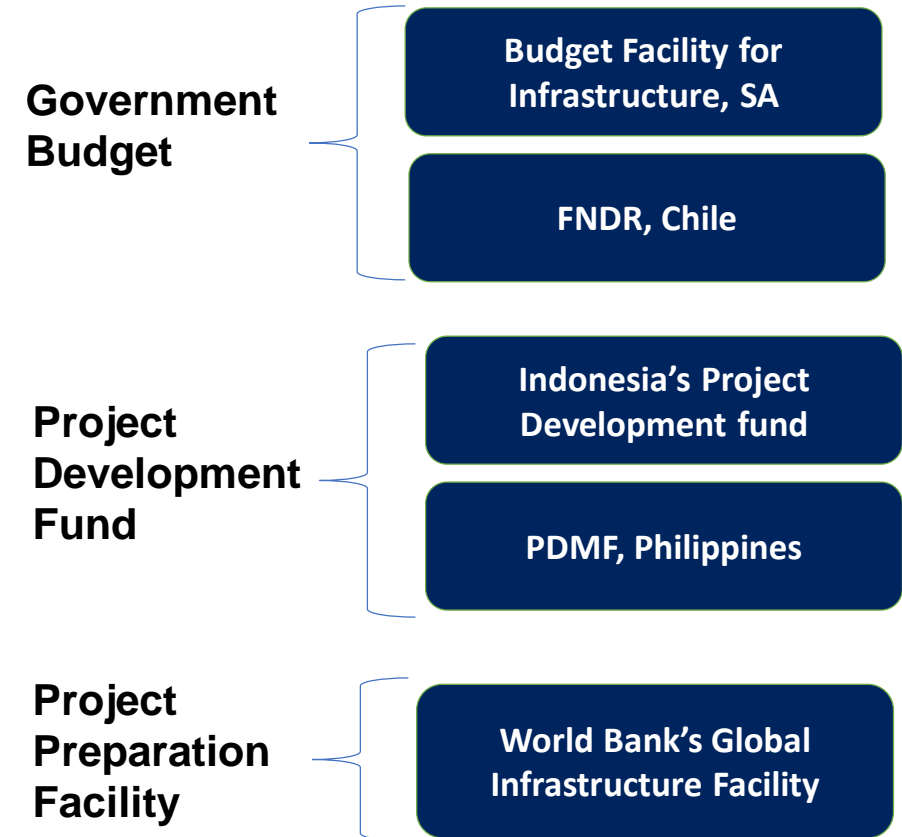 Government
Budget
Budget Facility for
Infrastructure, SA
FNDR, Chile
Project
Development
Fund
Indonesia’s Project
Development fund
PDMF, Philippines
Project
Preparation
Facility
World Bank’s Global
Infrastructure Facility